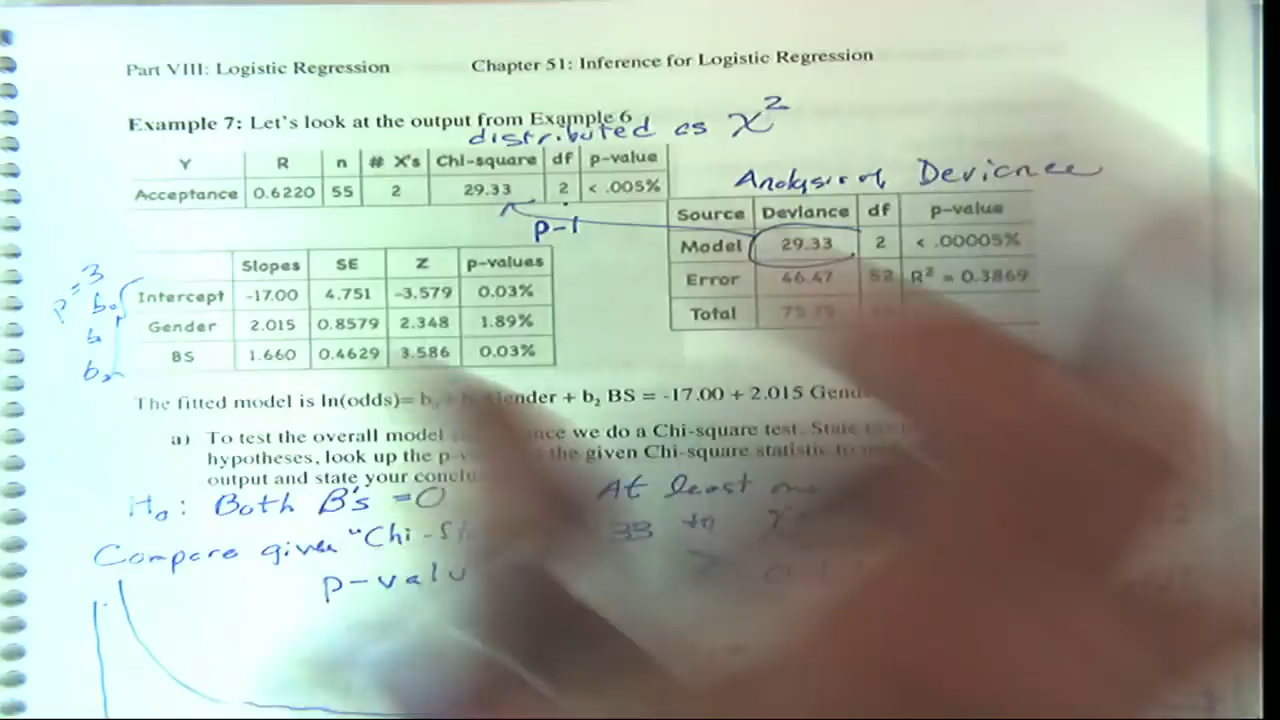 Part VIII: Logistic Regression Chapter 51: Inference for Logistic Regression
Example 7: Let's look at the output from Example 6
distributed as χ²
Y R n # X's Chi-square df p-value
Acceptance 0.6220 55 2 29.33 2 < .005%
p-1
Analysis of Deviance
Source Deviance df p-value
Model 29.33 2 < .00005%
Error 46.47 52 R² = 0.3869
Total
Slopes SE Z p-values
Intercept -17.00 4.751 -3.579 0.03%
Gender 2.015 0.8579 2.348 1.89%
BS 1.660 0.4629 3.586 0.03%
p=3
b₀
b
b₂
The fitted model is ln(odds)= b Gender + b₂ BS = -17.00 + 2.015
a) To test the overall model we do a Chi-square test. State
hypotheses, look up the the given Chi-square statistic to
output and state your
H₀: Both B's =0 At least
Compare given "Chi- 33 to
p-valu >